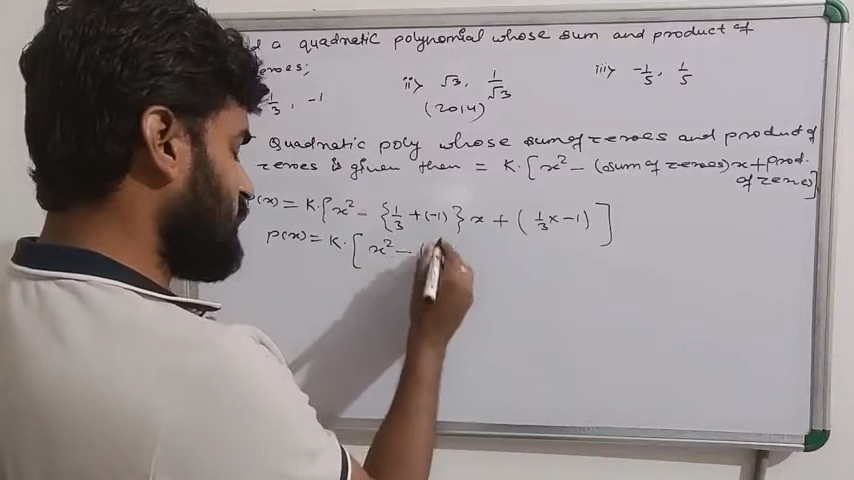 a quadratic polynomial whose sum and product of
zeroes;
1/3, -1 ii> √3, 1/√3 iii> -1/5, 1/5
(2014)
Quadratic poly whose sum of zeroes and product of
zeroes is given then = K.[x² - (sum of zeroes)x + prod.
of zeroes]
p(x) = K.[x² - {1/3 + (-1)}x + (1/3 x -1)]
p(x) = K.[x² - (